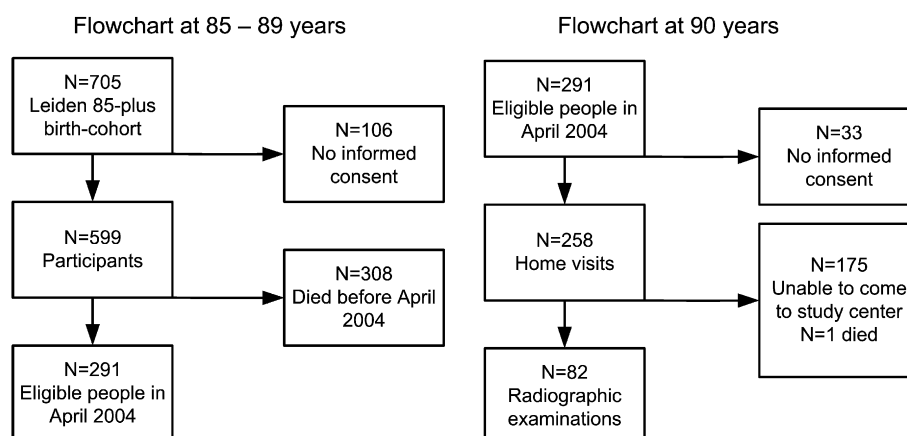 Flowchart at 85 – 89 years
N=705
Leiden 85-plus
birth-cohort
N=106
No informed
consent
N=599
Participants
N=308
Died before April
2004
N=291
Eligible people in
April 2004
Flowchart at 90 years
N=291
Eligible people in
April 2004
N=33
No informed
consent
N=258
Home visits
N=175
Unable to come
to study center
N=1 died
N=82
Radiographic
examinations